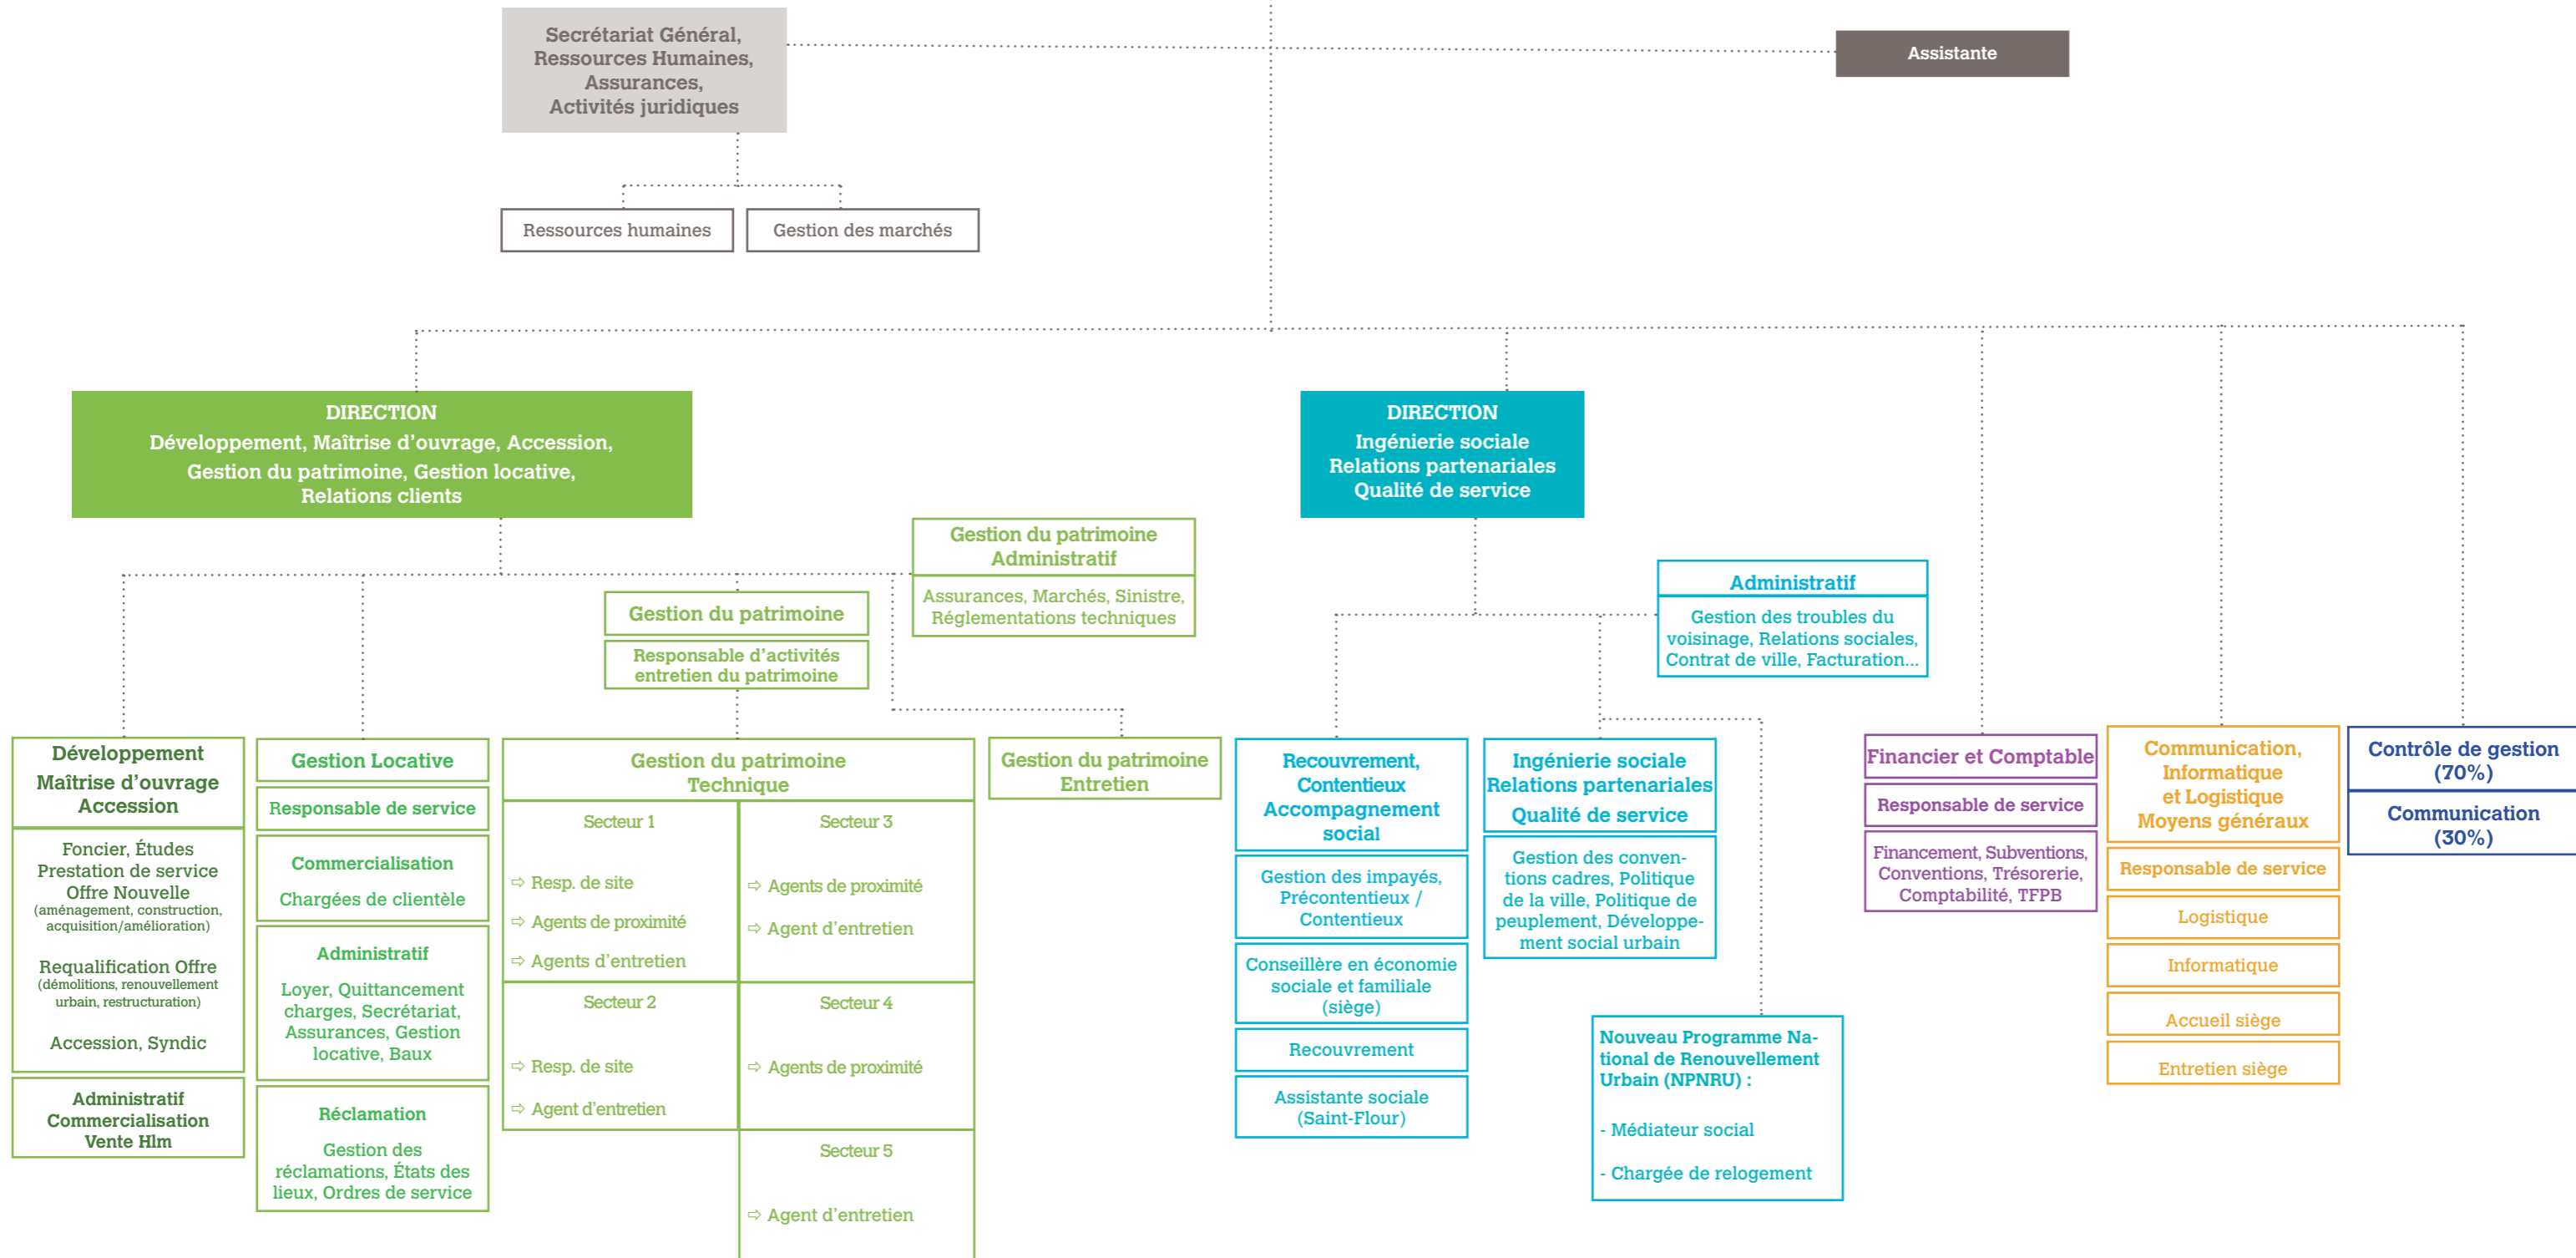 Secrétariat Général,
Ressources Humaines,
Assurances,
Activités juridiques
Assistante
Ressources humaines
Gestion des marchés
DIRECTION
Développement, Maîtrise d'ouvrage, Accession,
Gestion du patrimoine, Gestion locative,
Relations clients
DIRECTION
Ingénierie sociale
Relations partenariales
Qualité de service
Gestion du patrimoine
Administratif
Assurances, Marchés, Sinistre,
Réglementations techniques
Gestion du patrimoine
Responsable d'activités
entretien du patrimoine
Administratif
Gestion des troubles du
voisinage, Relations sociales,
Contrat de ville, Facturation...
Développement
Maîtrise d'ouvrage
Accession
Foncier, Études
Prestation de service
Offre Nouvelle
(aménagement, construction,
acquisition/amélioration)
Requalification Offre
(démolitions, renouvellement
urbain, restructuration)
Accession, Syndic
Administratif
Commercialisation
Vente Hlm
Gestion Locative
Responsable de service
Commercialisation
Chargées de clientèle
Administratif
Loyer, Quittancement
charges, Secrétariat,
Assurances, Gestion
locative, Baux
Réclamation
Gestion des
réclamations, États des
lieux, Ordres de service
Gestion du patrimoine
Technique
Secteur 1
⇨ Resp. de site
⇨ Agents de proximité
⇨ Agents d'entretien
Secteur 2
⇨ Resp. de site
⇨ Agent d'entretien
Secteur 3
⇨ Agents de proximité
⇨ Agent d'entretien
Secteur 4
⇨ Agents de proximité
Secteur 5
⇨ Agent d'entretien
Gestion du patrimoine
Entretien
Recouvrement,
Contentieux
Accompagnement
social
Gestion des impayés,
Précontentieux /
Contentieux
Conseillère en économie
sociale et familiale
(siège)
Recouvrement
Assistante sociale
(Saint-Flour)
Ingénierie sociale
Relations partenariales
Qualité de service
Gestion des conven-
tions cadres, Politique
de la ville, Politique de
peuplement, Développe-
ment social urbain
Nouveau Programme Na-
tional de Renouvellement
Urbain (NPNRU) :
- Médiateur social
- Chargée de relogement
Financier et Comptable
Responsable de service
Financement, Subventions,
Conventions, Trésorerie,
Comptabilité, TFPB
Communication,
Informatique
et Logistique
Moyens généraux
Responsable de service
Logistique
Informatique
Accueil siège
Entretien siège
Contrôle de gestion
(70%)
Communication
(30%)